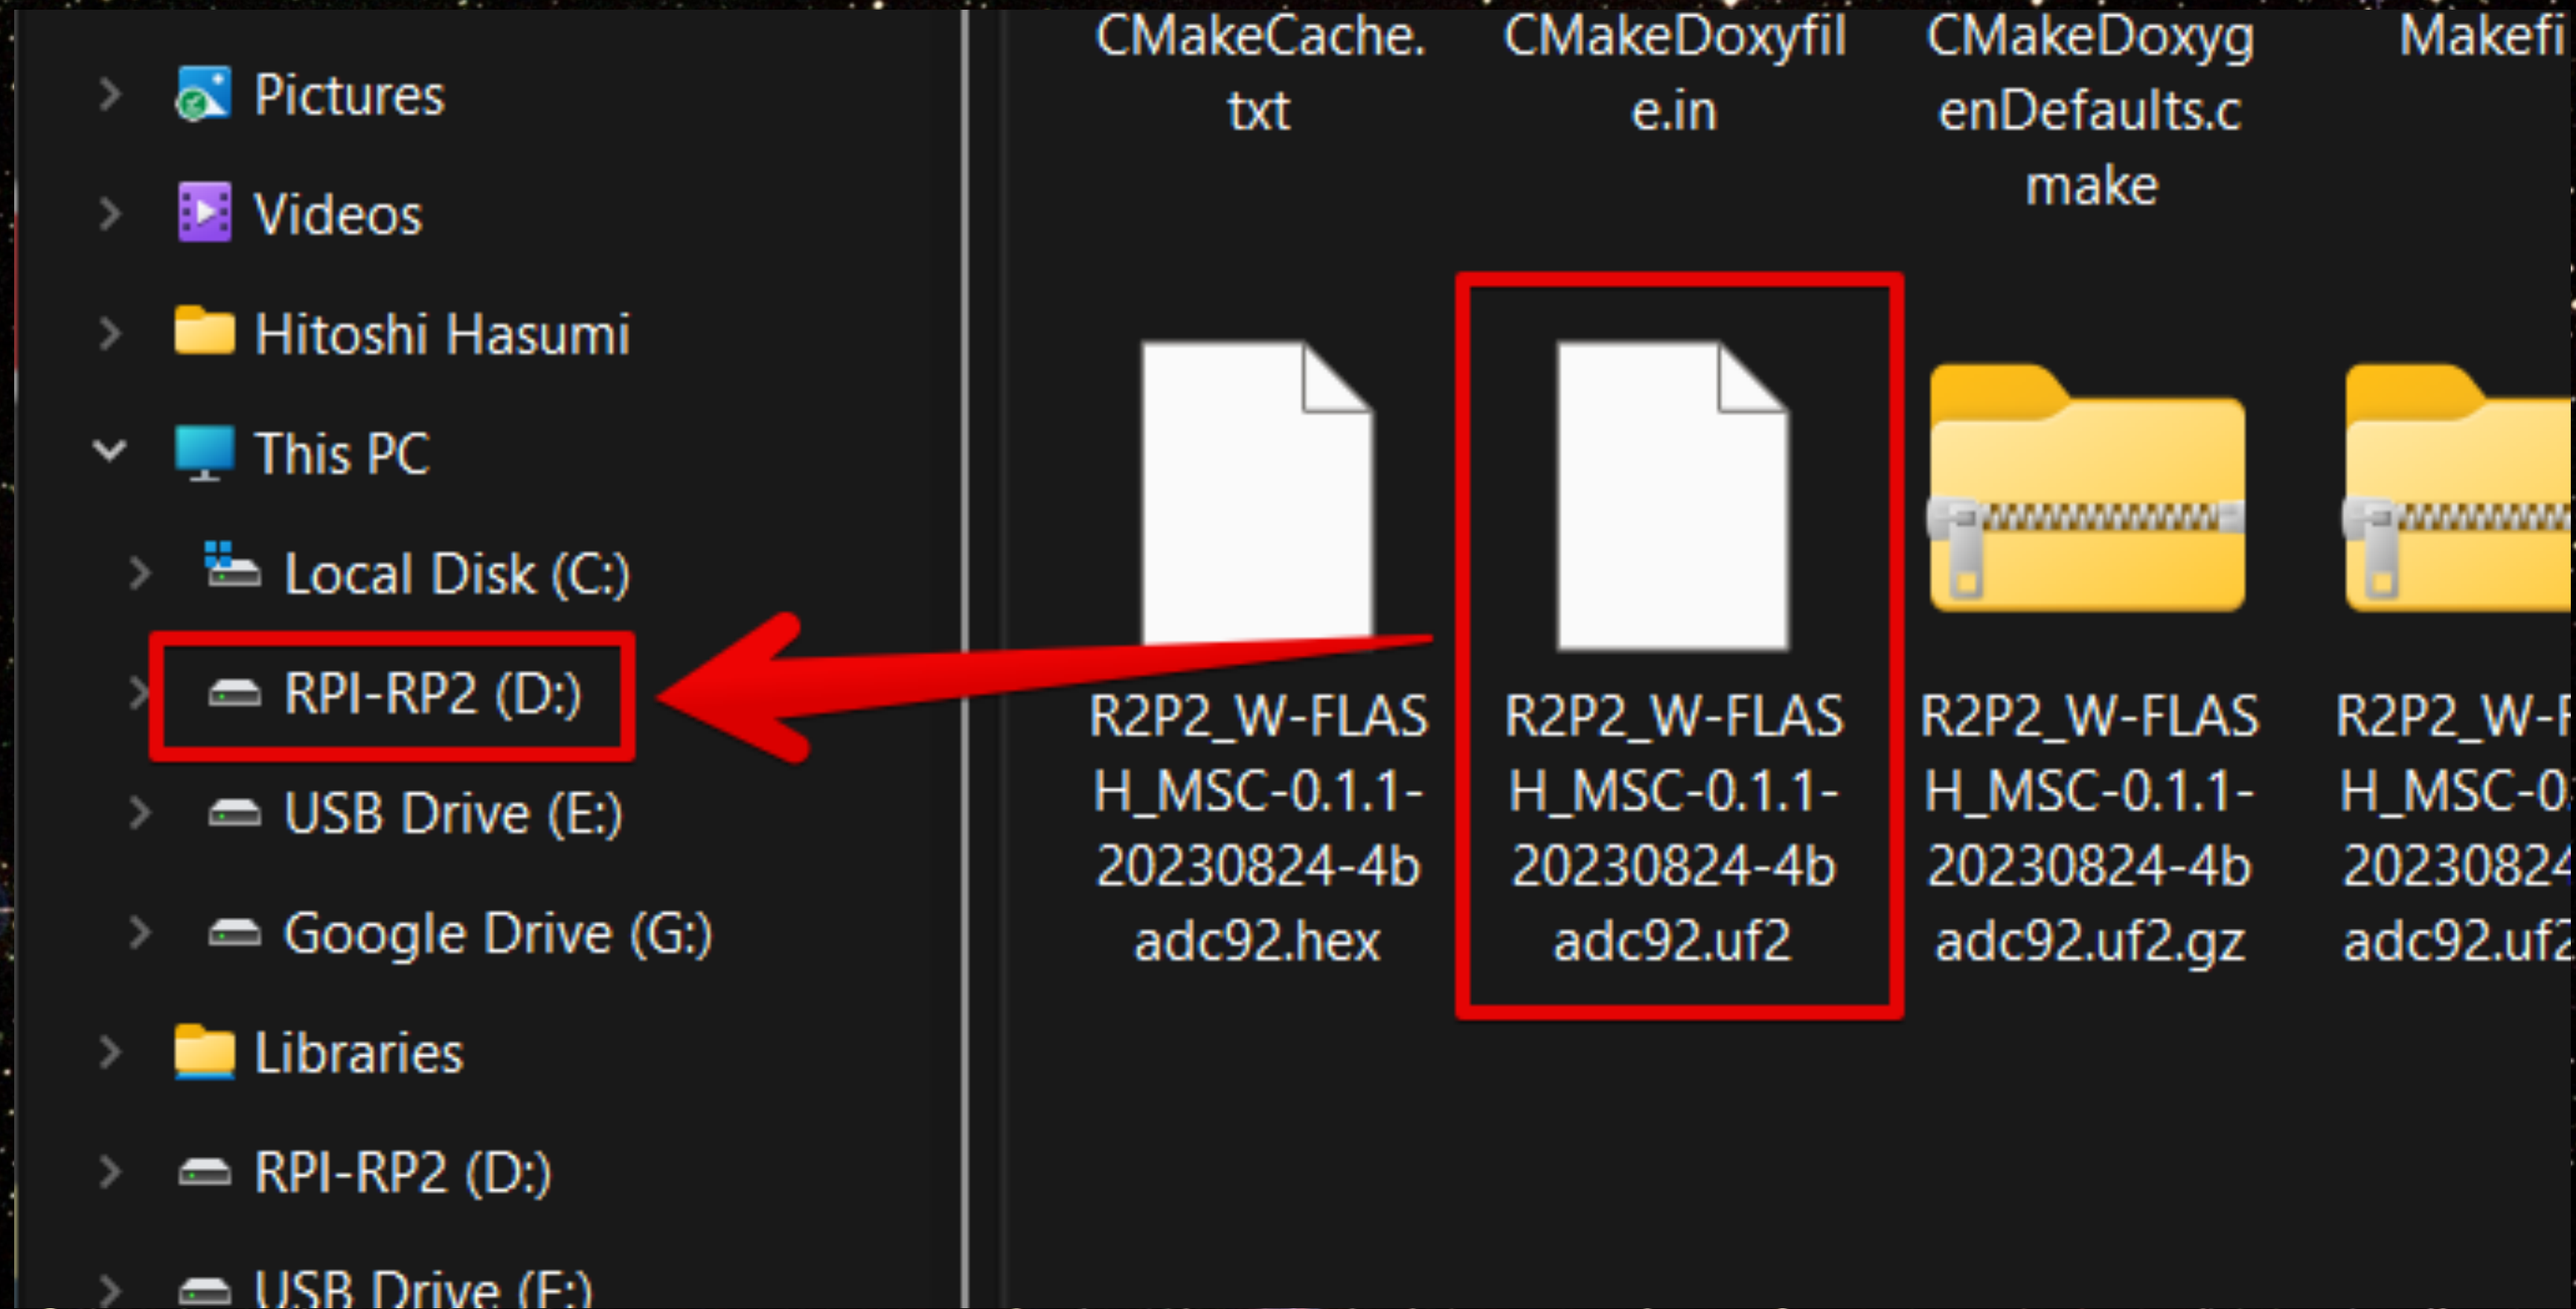 Pictures
Videos
Hitoshi Hasumi
This PC
Local Disk (C:)
RPI-RP2 (D:)
USB Drive (E:)
Google Drive (G:)
Libraries
RPI-RP2 (D:)
USB Drive (E:)
CMakeCache.
txt
CMakeDoxyfil
e.in
CMakeDoxyg
enDefaults.c
make
Makefi
R2P2_W-FLAS
H_MSC-0.1.1-
20230824-4b
adc92.hex
R2P2_W-FLAS
H_MSC-0.1.1-
20230824-4b
adc92.uf2
R2P2_W-FLAS
H_MSC-0.1.1-
20230824-4b
adc92.uf2.gz
R2P2_W-F
H_MSC-0.
20230824
adc92.uf2